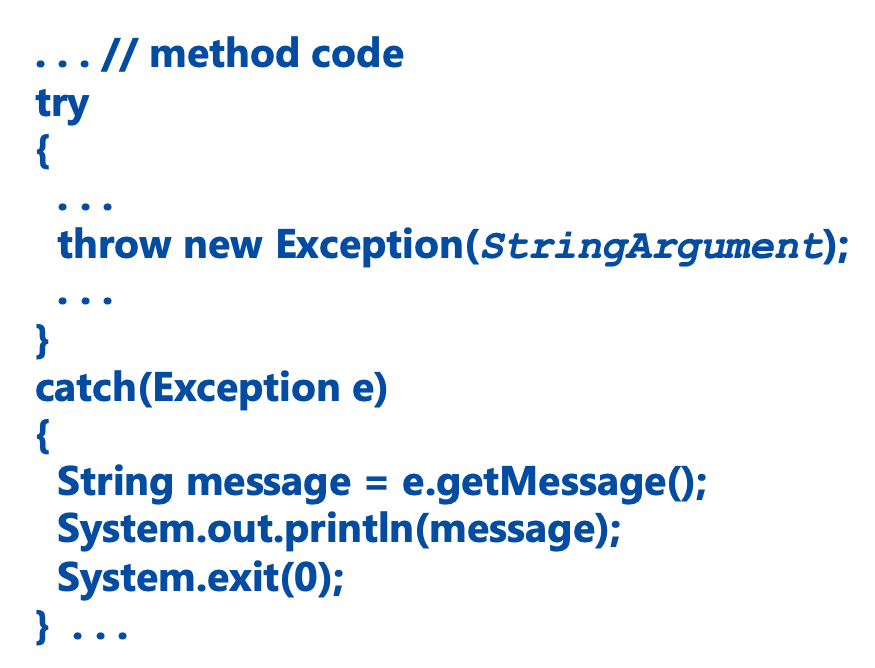 . . . // method code
try
{
. . .
throw new Exception(StringArgument);
. . .
}
catch(Exception e)
{
String message = e.getMessage();
System.out.println(message);
System.exit(0);
} . . .